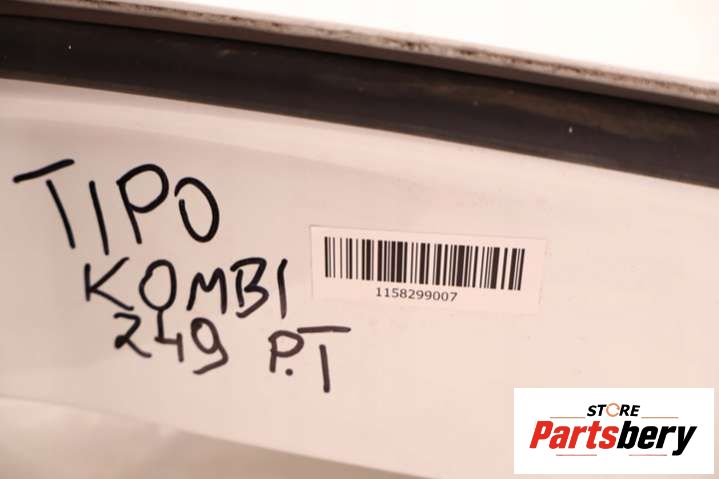 TIPO
KOMBI
249 P.T
1158299007
STORE
Partsbery